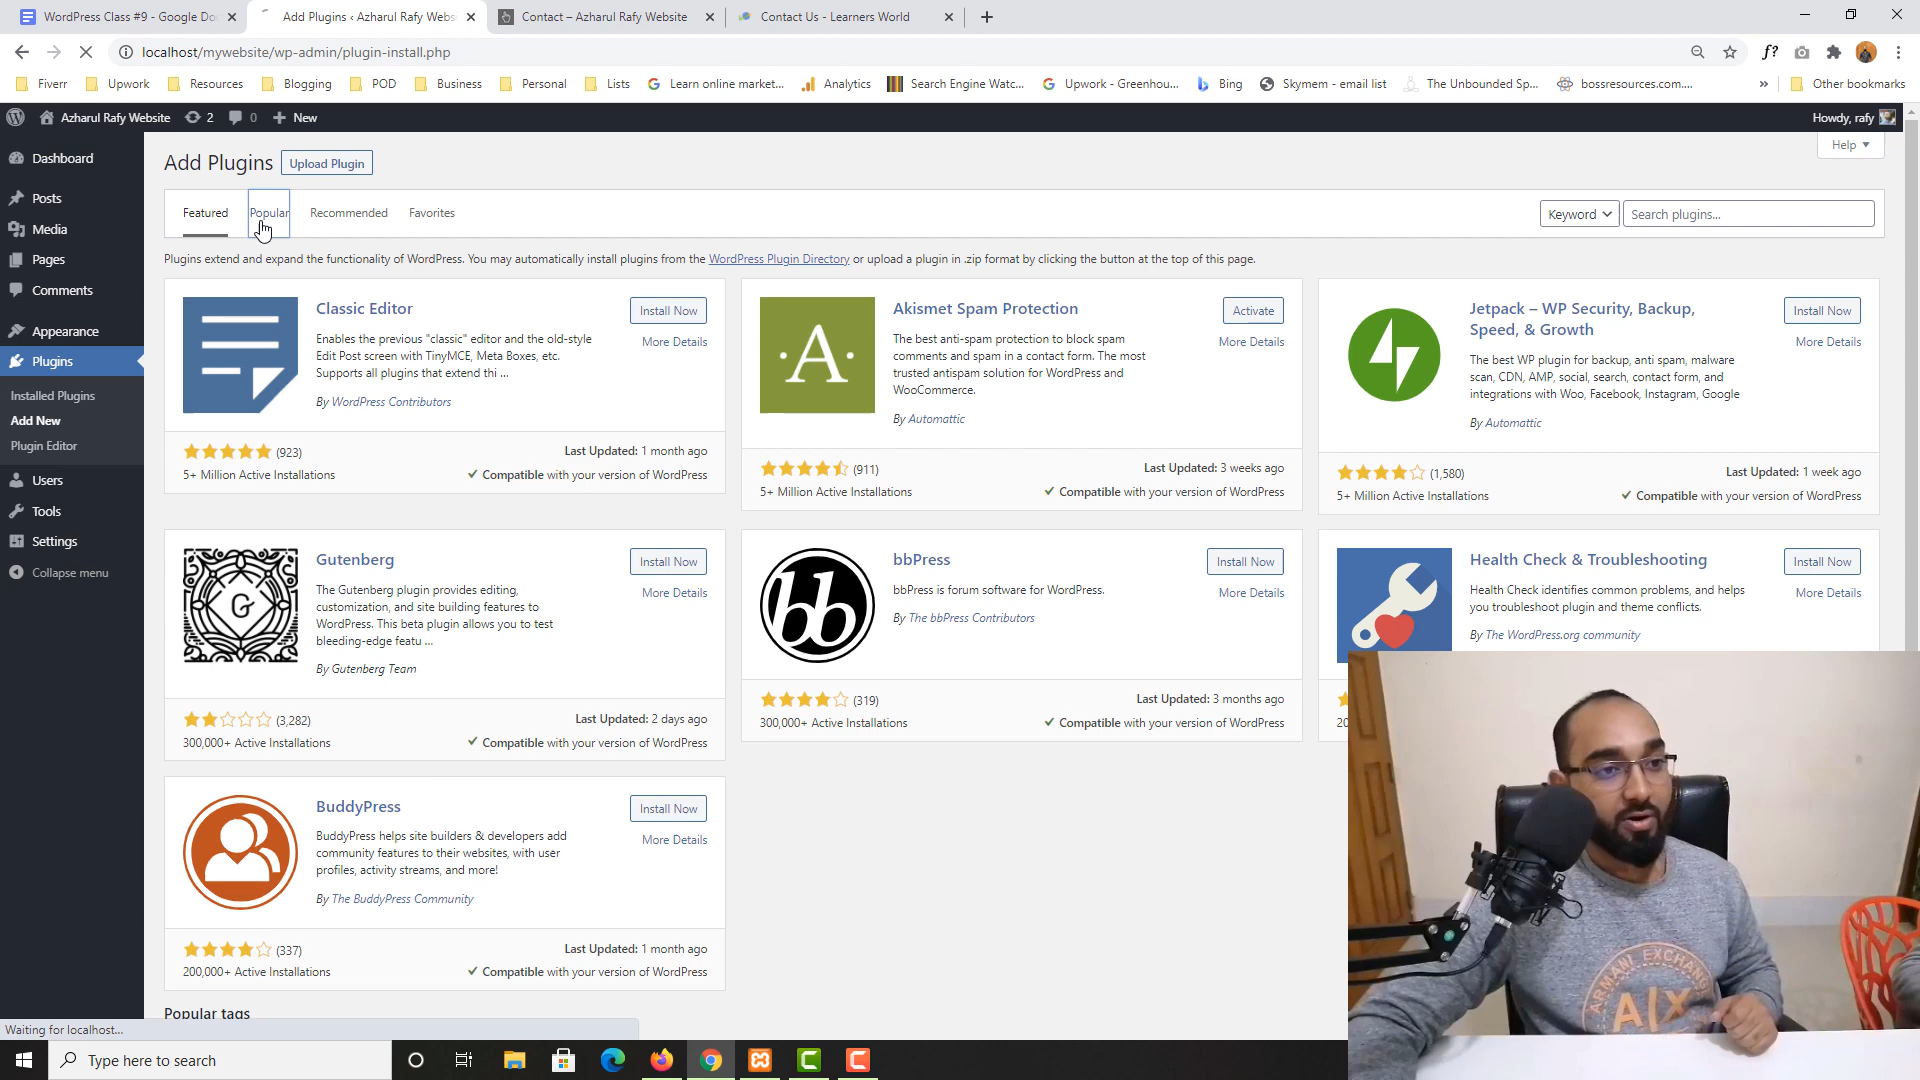 WordPress Class #9 - Google Do
Add Plugins ‹ Azharul Rafy Webs
Contact – Azharul Rafy Website
Contact Us - Learners World
localhost/mywebsite/wp-admin/plugin-install.php
f?
Fiverr
Upwork
Resources
Blogging
POD
Business
Personal
Lists
Learn online market...
Analytics
Search Engine Watc...
Upwork - Greenhou...
Bing
Skymem - email list
The Unbounded Sp...
bossresources.com....
»
Other bookmarks
Azharul Rafy Website
2
0
New
Howdy, rafy
Dashboard
Posts
Media
Pages
Comments
Appearance
Plugins
Installed Plugins
Add New
Plugin Editor
Users
Tools
Settings
Collapse menu
Add Plugins
Upload Plugin
Help
Featured
Popular
Recommended
Favorites
Keyword
Search plugins...
Plugins extend and expand the functionality of WordPress. You may automatically install plugins from the WordPress Plugin Directory or upload a plugin in .zip format by clicking the button at the top of this page.
Classic Editor
Install Now
More Details
Enables the previous "classic" editor and the old-style
Edit Post screen with TinyMCE, Meta Boxes, etc.
Supports all plugins that extend thi ...
By WordPress Contributors
(923)
Last Updated: 1 month ago
5+ Million Active Installations
Compatible with your version of WordPress
·A·
Akismet Spam Protection
Activate
More Details
The best anti-spam protection to block spam
comments and spam in a contact form. The most
trusted antispam solution for WordPress and
WooCommerce.
By Automattic
(911)
Last Updated: 3 weeks ago
5+ Million Active Installations
Compatible with your version of WordPress
Jetpack – WP Security, Backup,
Speed, & Growth
Install Now
More Details
The best WP plugin for backup, anti spam, malware
scan, CDN, AMP, social, search, contact form, and
integrations with Woo, Facebook, Instagram, Google
By Automattic
(1,580)
Last Updated: 1 week ago
5+ Million Active Installations
Compatible with your version of WordPress
G
Gutenberg
Install Now
More Details
The Gutenberg plugin provides editing,
customization, and site building features to
WordPress. This beta plugin allows you to test
bleeding-edge featu ...
By Gutenberg Team
(3,282)
Last Updated: 2 days ago
300,000+ Active Installations
Compatible with your version of WordPress
bb
bbPress
Install Now
More Details
bbPress is forum software for WordPress.
By The bbPress Contributors
(319)
Last Updated: 3 months ago
300,000+ Active Installations
Compatible with your version of WordPress
Health Check & Troubleshooting
Install Now
More Details
Health Check identifies common problems, and helps
you troubleshoot plugin and theme conflicts.
By The WordPress.org community
20
BuddyPress
Install Now
More Details
BuddyPress helps site builders & developers add
community features to their websites, with user
profiles, activity streams, and more!
By The BuddyPress Community
(337)
Last Updated: 1 month ago
200,000+ Active Installations
Compatible with your version of WordPress
Popular tags
Waiting for localhost...
ARMANI EXCHANGE
A|X
Type here to search